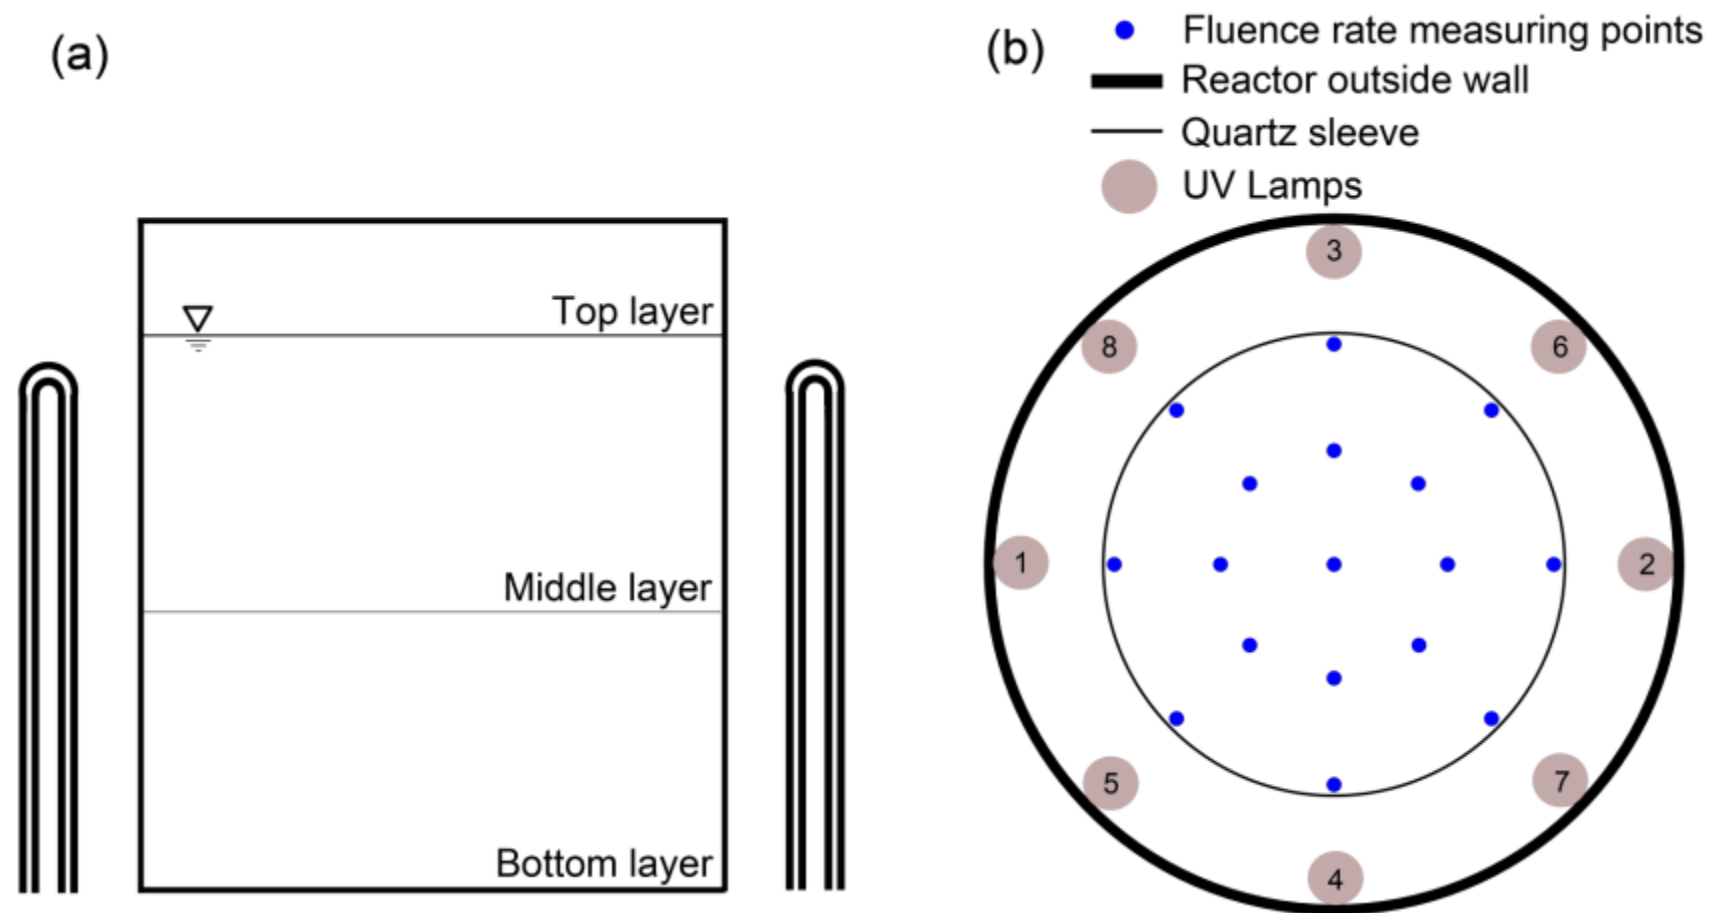 (a)
Top layer
Middle layer
Bottom layer
(b)
Fluence rate measuring points
Reactor outside wall
Quartz sleeve
UV Lamps
3
8
6
1
2
5
7
4